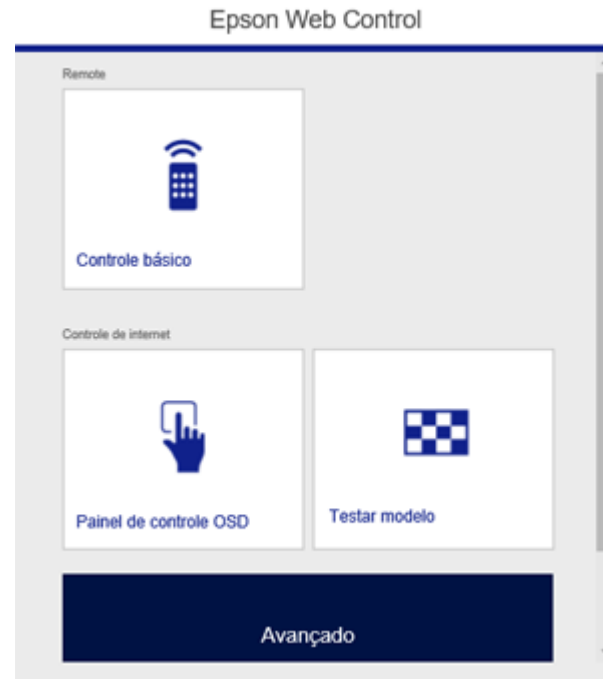 Epson Web Control
Remote
Controle básico
Controle de internet
Painel de controle OSD
Testar modelo
Avançado